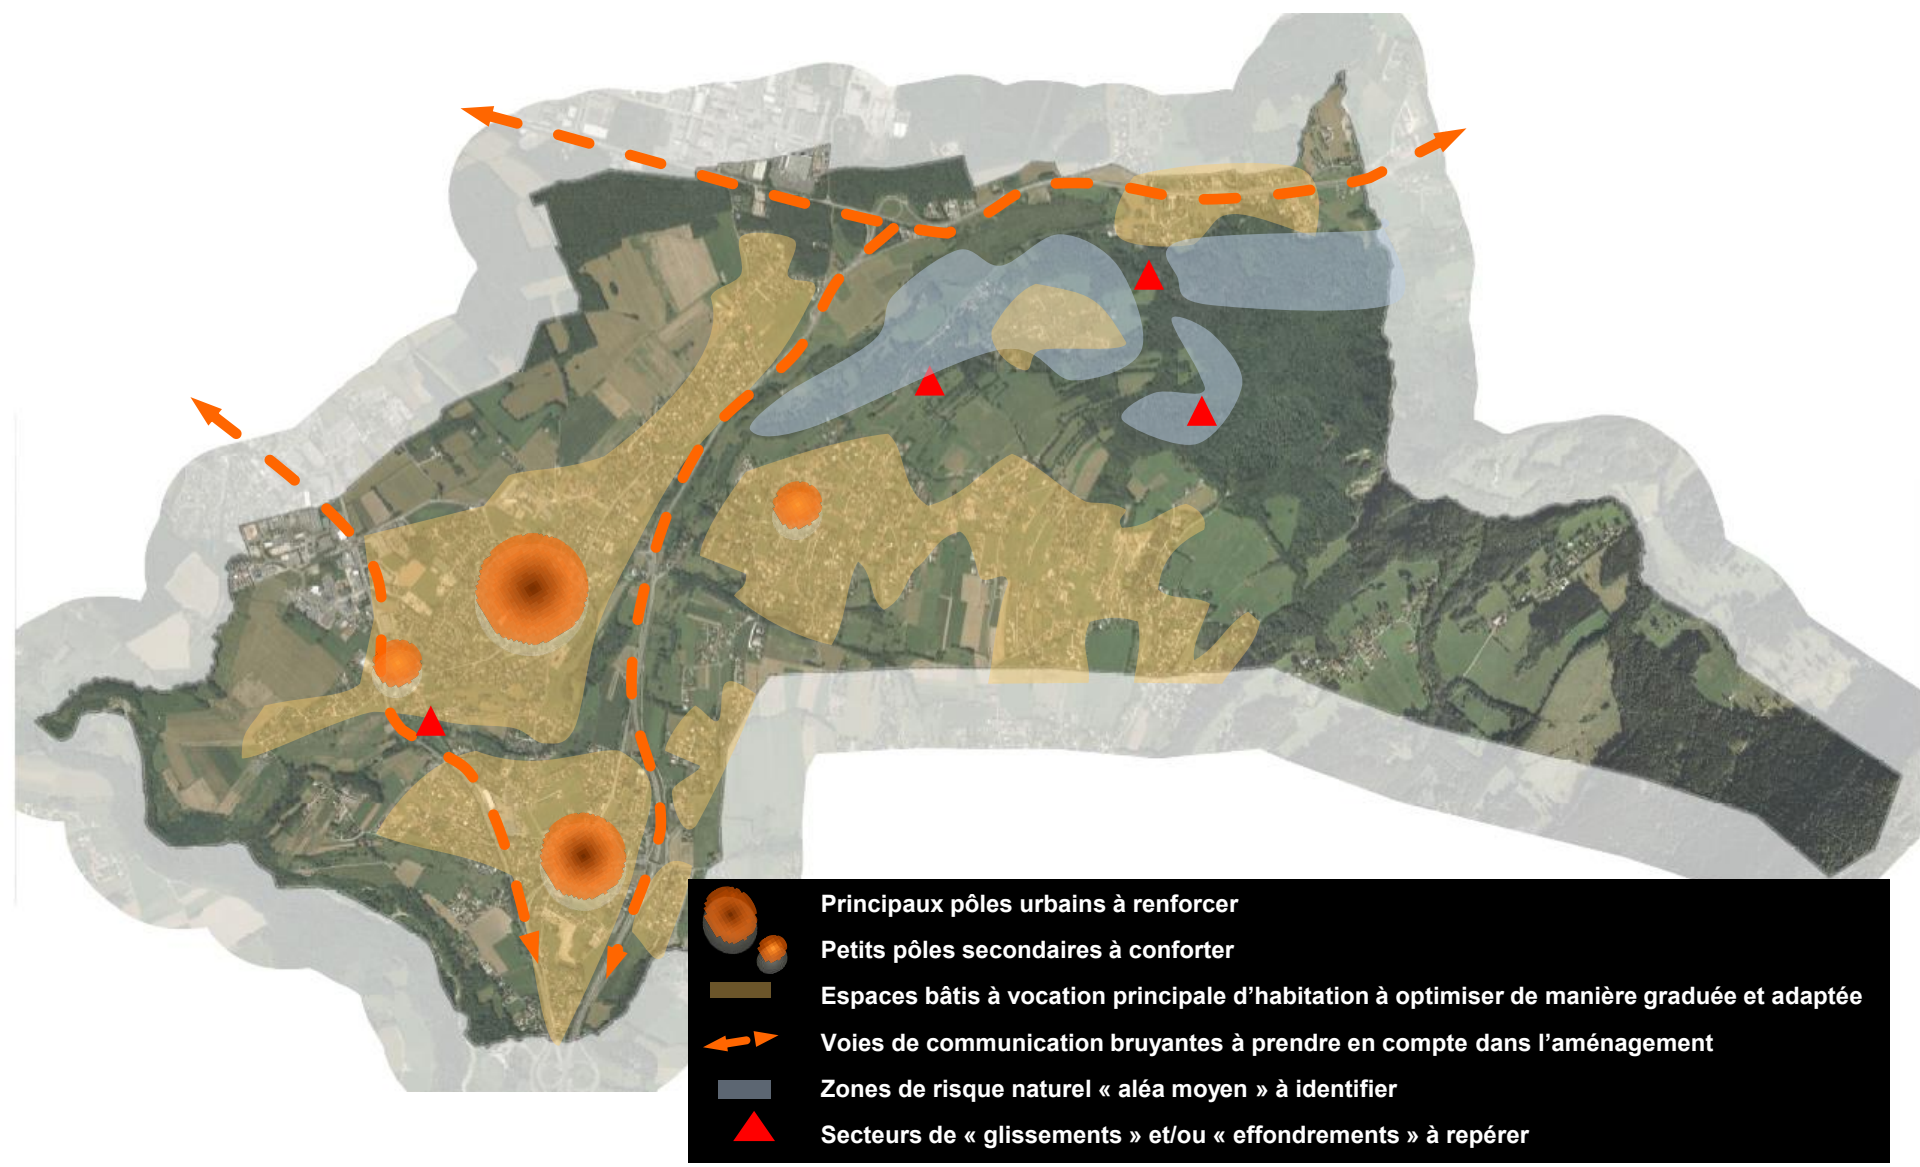 Principaux pôles urbains à renforcer
Petits pôles secondaires à conforter
Espaces bâtis à vocation principale d’habitation à optimiser de manière graduée et adaptée
Voies de communication bruyantes à prendre en compte dans l’aménagement
Zones de risque naturel « aléa moyen » à identifier
Secteurs de « glissements » et/ou « effondrements » à repérer